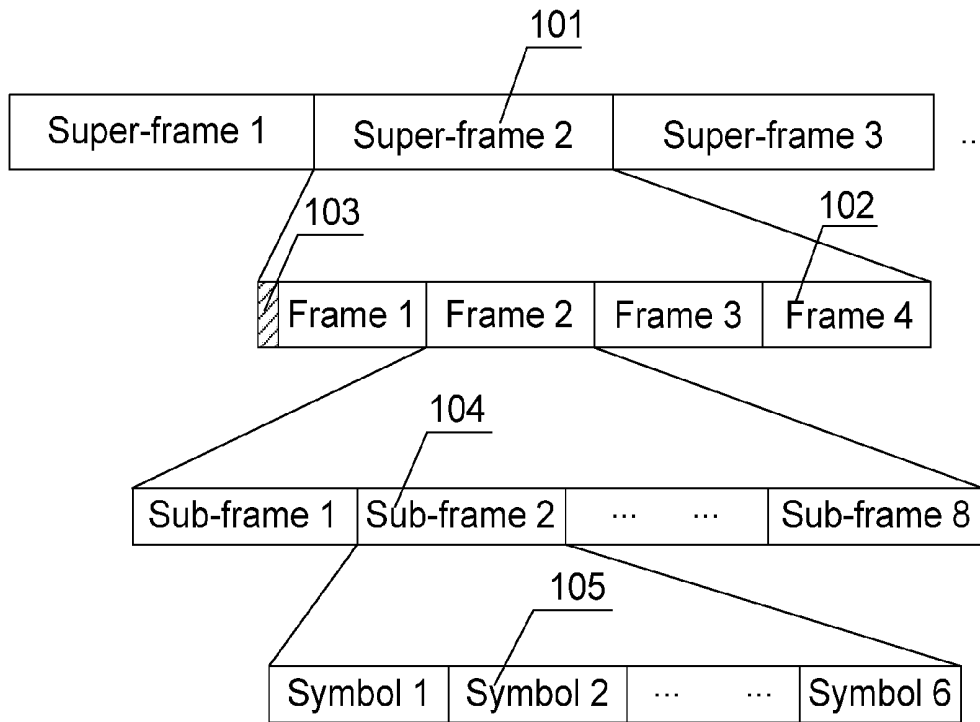 101
Super-frame 1 Super-frame 2 Super-frame 3 ...
103 102
Frame 1 Frame 2 Frame 3 Frame 4
104
Sub-frame 1 Sub-frame 2 ... ... Sub-frame 8
105
Symbol 1 Symbol 2 ... ... Symbol 6